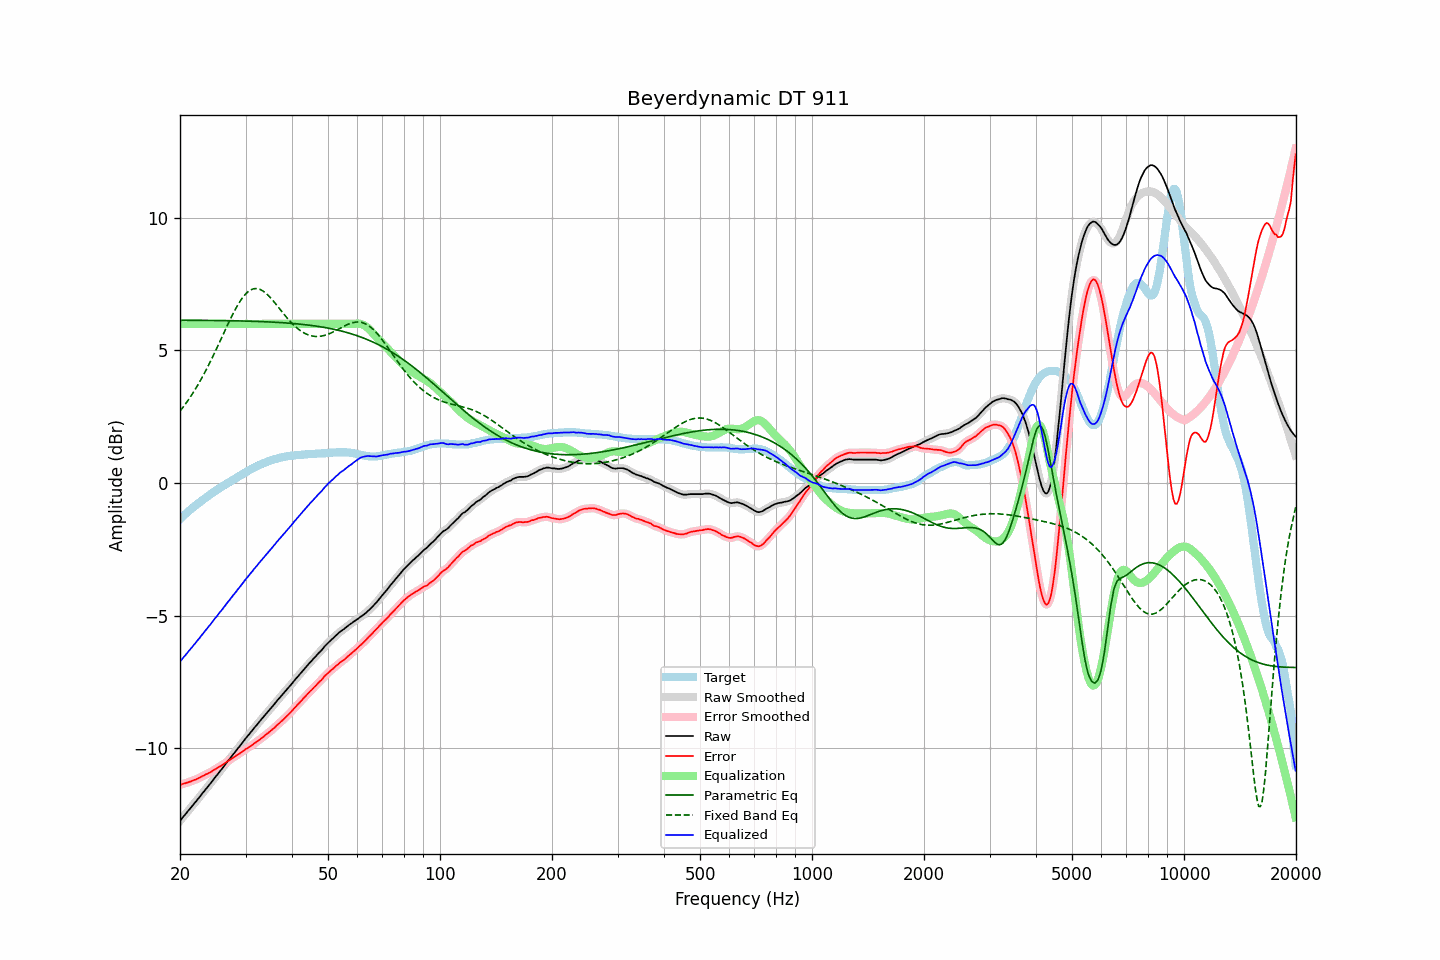 Beyerdynamic DT 911
Amplitude (dBr)
10
5
0
−5
−10
Target
Raw Smoothed
Error Smoothed
Raw
Error
Equalization
Parametric Eq
Fixed Band Eq
Equalized
20 50 100 200 500 1000 2000 5000 10000 20000
Frequency (Hz)